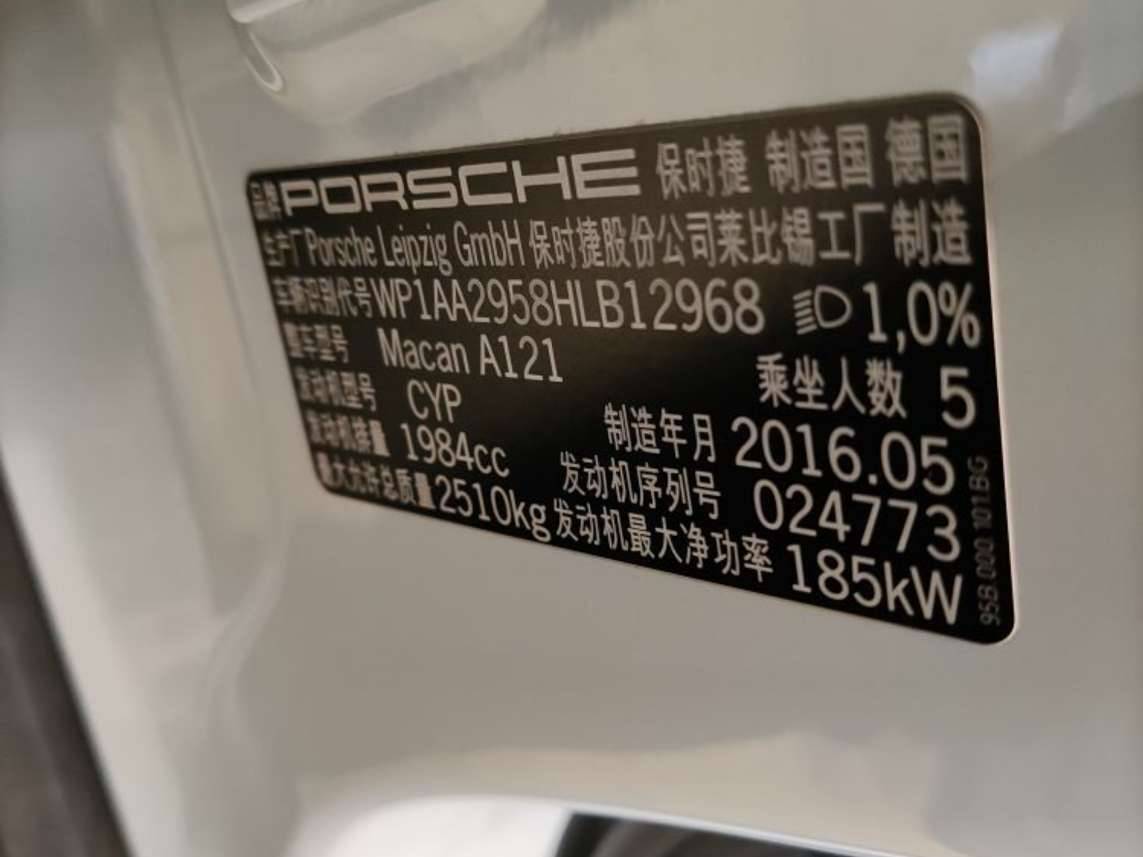 品牌 PORSCHE 保时捷 制造国 德国
生产厂 Porsche Leipzig GmbH 保时捷股份公司莱比锡工厂 制造
车辆识别代号 WP1AA2958HLB12968 1,0%
整车型号 Macan A121 乘坐人数 5
发动机型号 CYP 制造年月 2016.05
发动机排量 1984cc 发动机序列号 024773
最大允许总质量 2510kg 发动机最大净功率 185kW
95B.000.101.BG